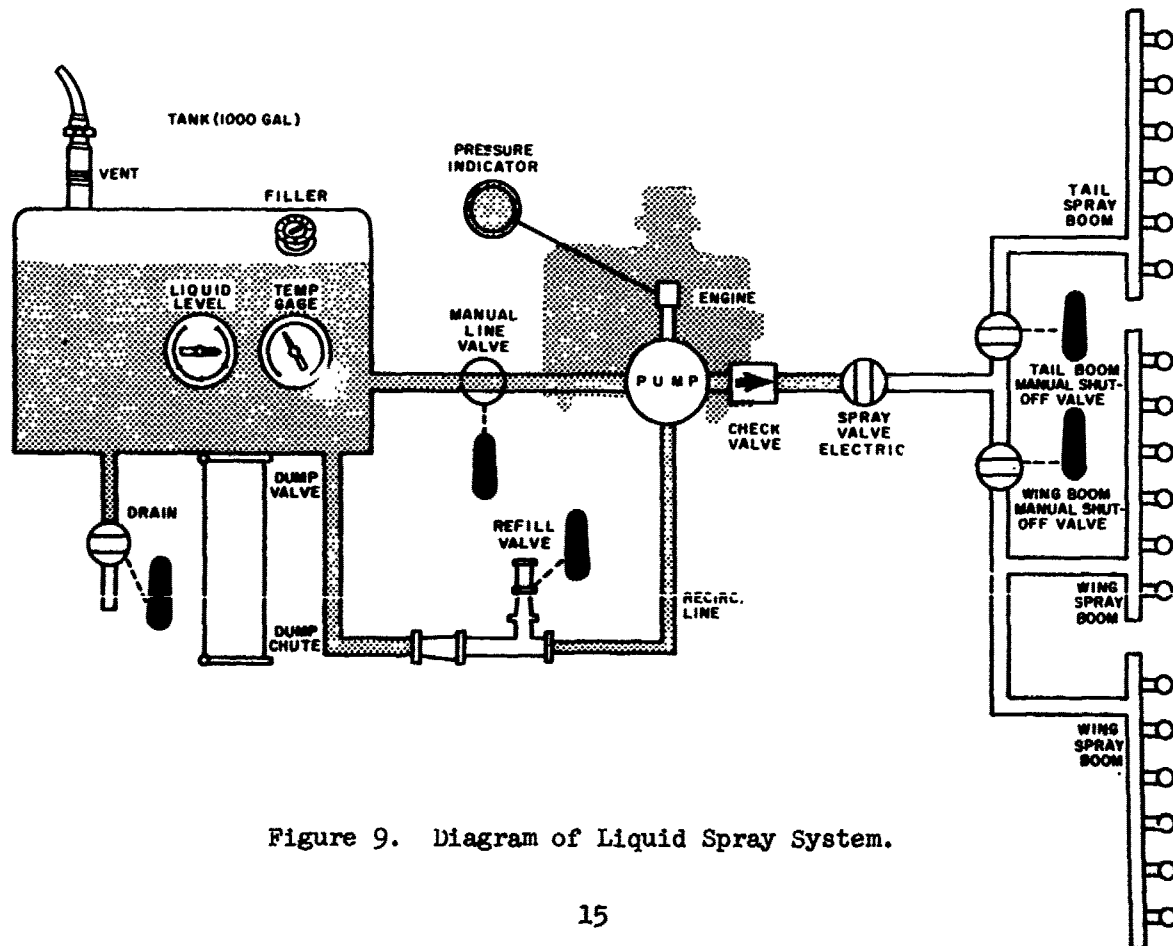 TANK (1000 GAL)
VENT
FILLER
PRESSURE
INDICATOR
LIQUID
LEVEL
TEMP
GAGE
MANUAL
LINE
VALVE
ENGINE
PUMP
CHECK
VALVE
SPRAY
VALVE
ELECTRIC
TAIL
SPRAY
BOOM
TAIL BOOM
MANUAL SHUT-
OFF VALVE
WING BOOM
MANUAL SHUT-
OFF VALVE
DUMP
VALVE
DRAIN
REFILL
VALVE
DUMP
CHUTE
RECIRC.
LINE
WING
SPRAY
BOOM
WING
SPRAY
BOOM
Figure 9. Diagram of Liquid Spray System.
15